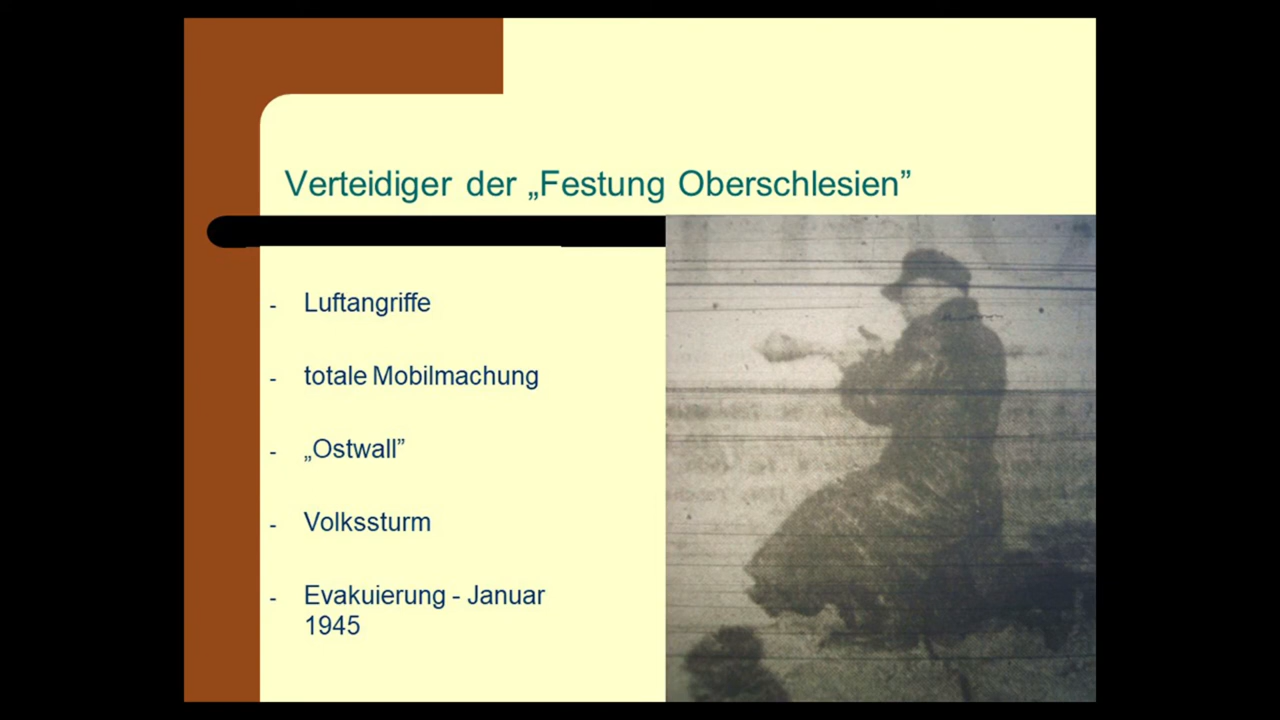 Verteidiger der „Festung Oberschlesien”
- Luftangriffe
- totale Mobilmachung
- „Ostwall”
- Volkssturm
- Evakuierung - Januar
1945